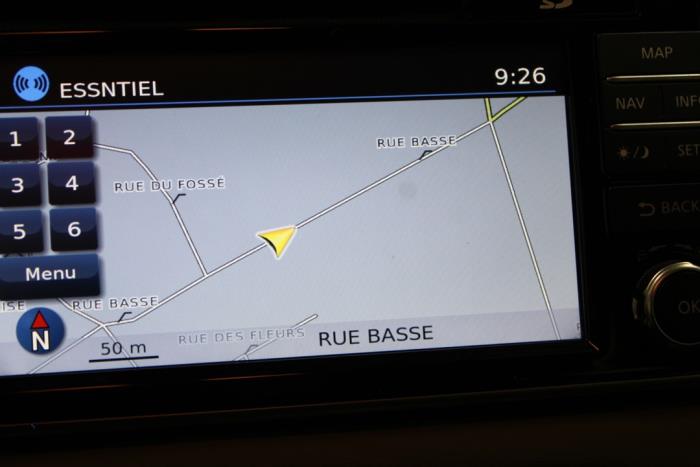 MAP
ESSNTIEL 9:26
NAV INFO
1 2
RUE BASSE
SET
3 4
RUE DU FOSSÉ
BACK
5 6
Menu
RUE BASSE
OK
N
RUE DES FLEURS
RUE BASSE
50 m